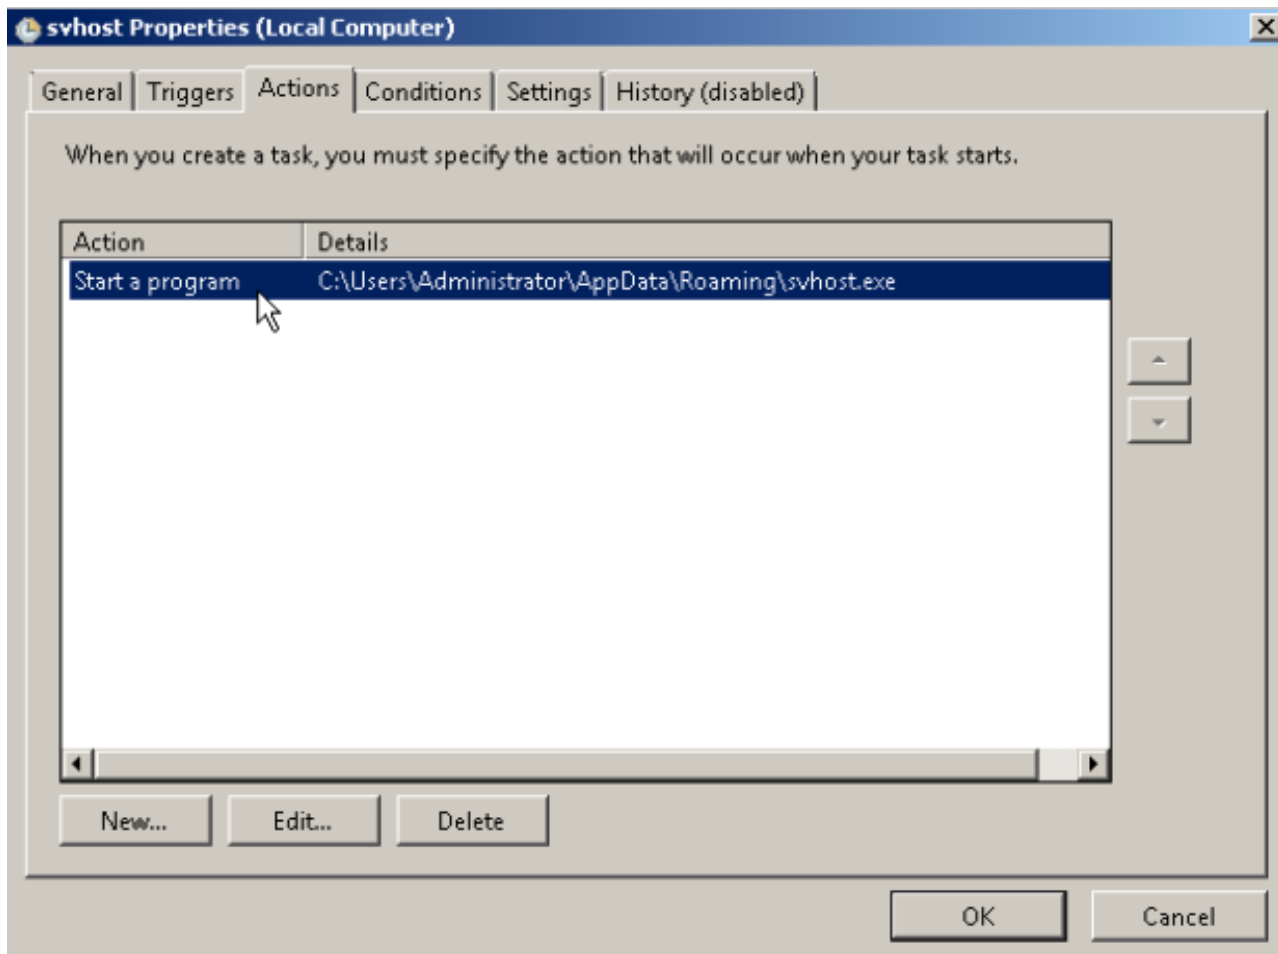 svhost Properties (Local Computer)
General Triggers Actions Conditions Settings History (disabled)
When you create a task, you must specify the action that will occur when your task starts.
Action Details
Start a program C:\Users\Administrator\AppData\Roaming\svhost.exe
New... Edit... Delete
OK Cancel